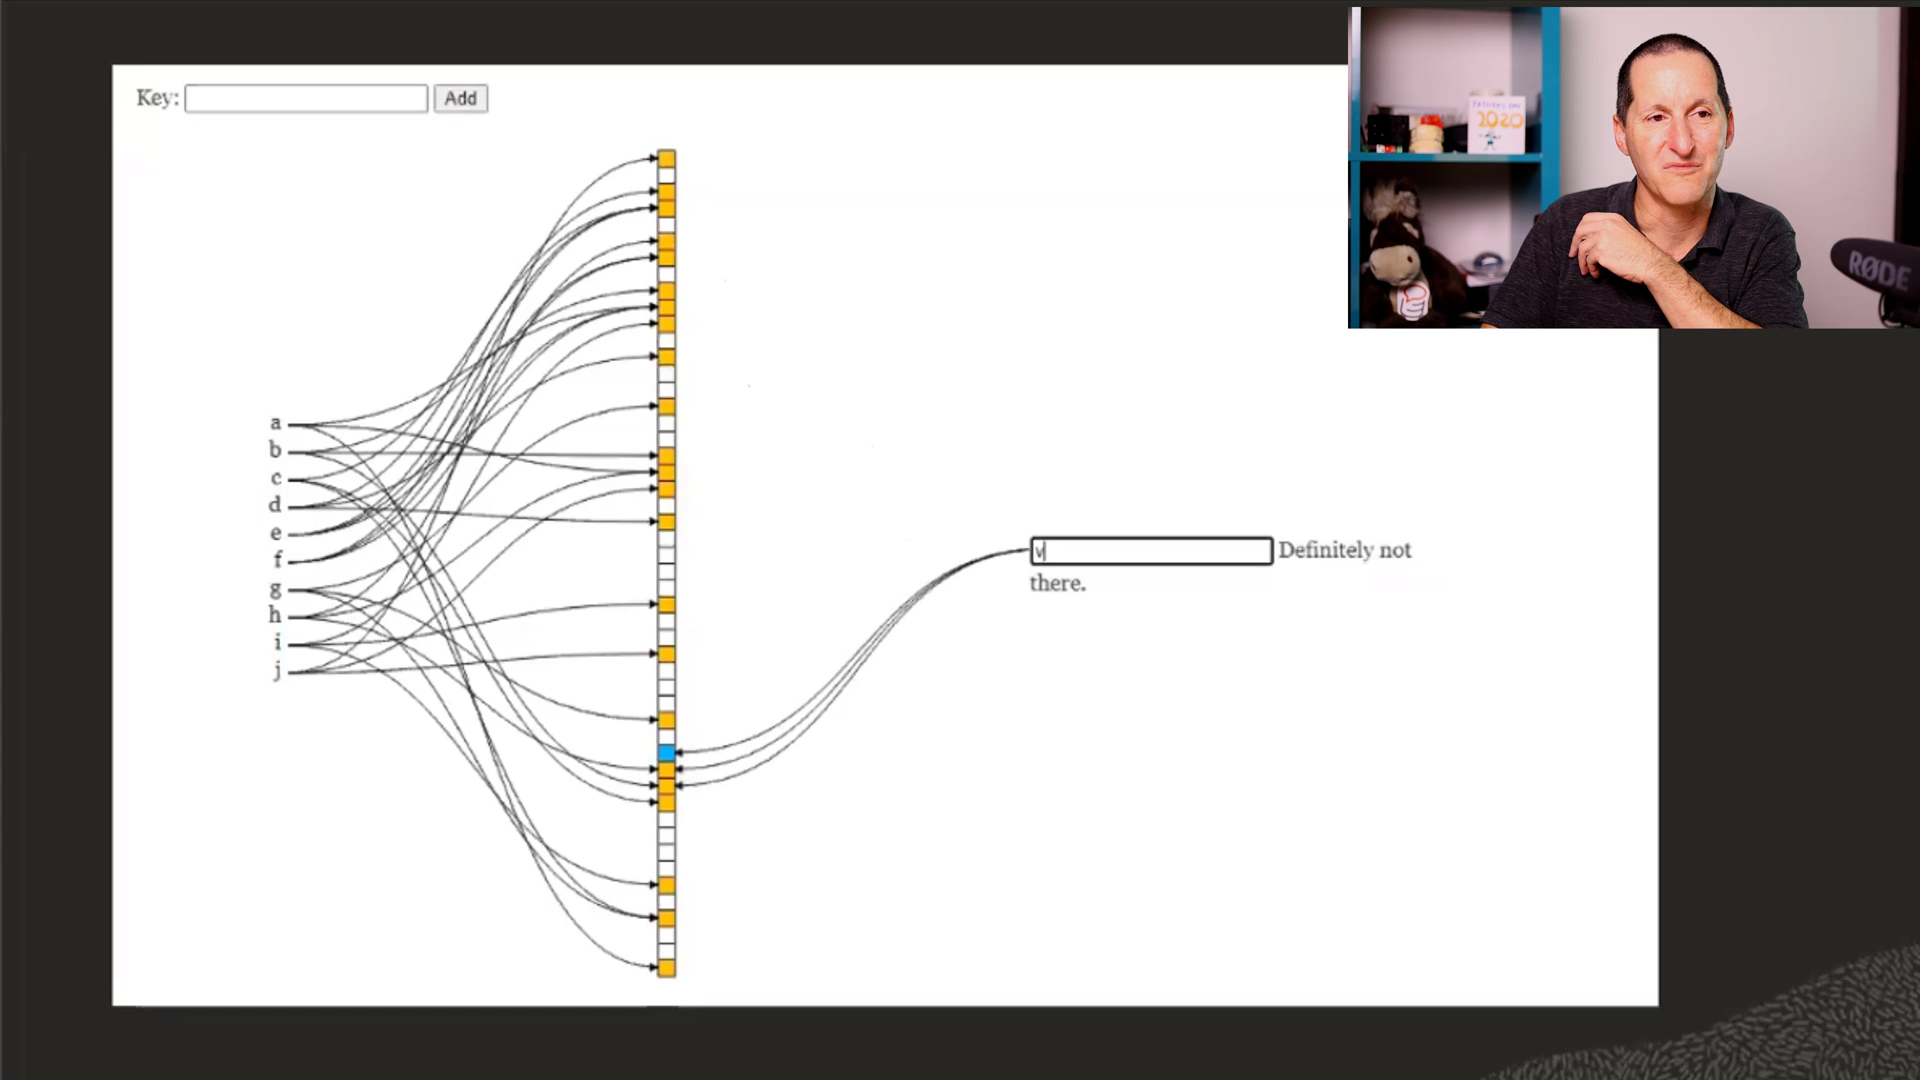 Key:
Add
2020
RØDE
a
b
c
d
e
f
g
h
i
j
v
Definitely not
there.